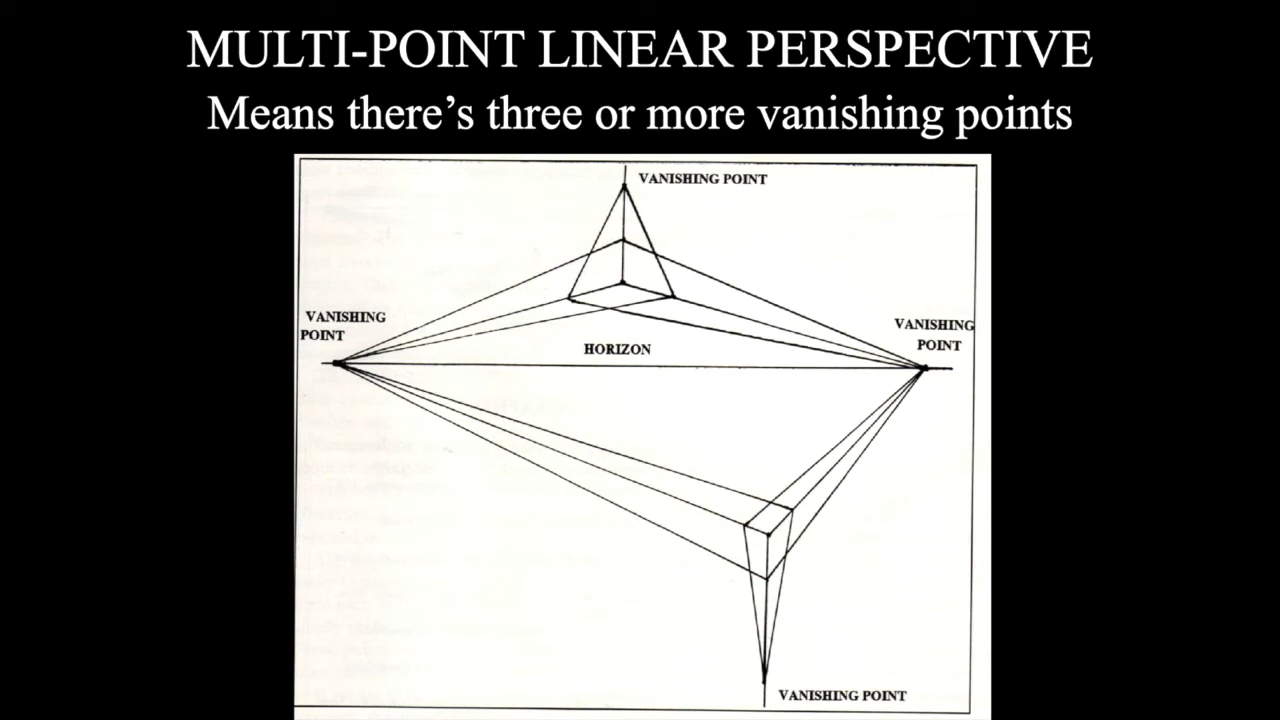 MULTI-POINT LINEAR PERSPECTIVE
Means there’s three or more vanishing points
VANISHING POINT
VANISHING
POINT
VANISHING
POINT
HORIZON
VANISHING POINT